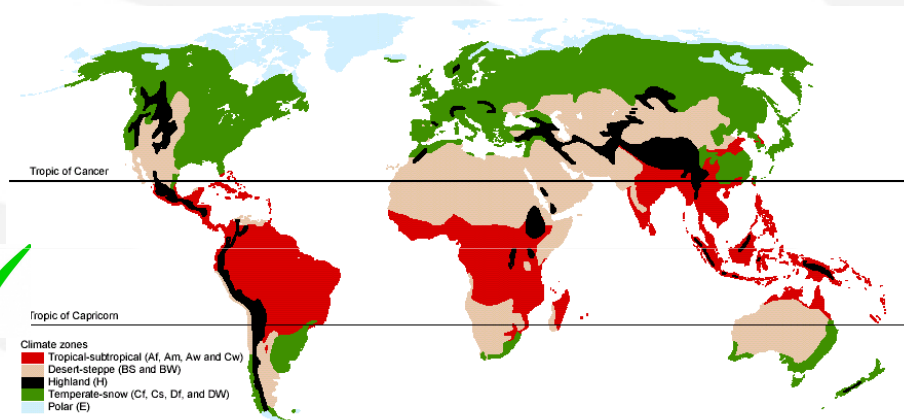 Tropic of Cancer
Tropic of Capricorn
Climate zones
Tropical-subtropical (Af, Am, Aw and Cw)
Desert-steppe (BS and BW)
Highland (H)
Temperate-snow (Cf, Cs, Df, and DW)
Polar (E)